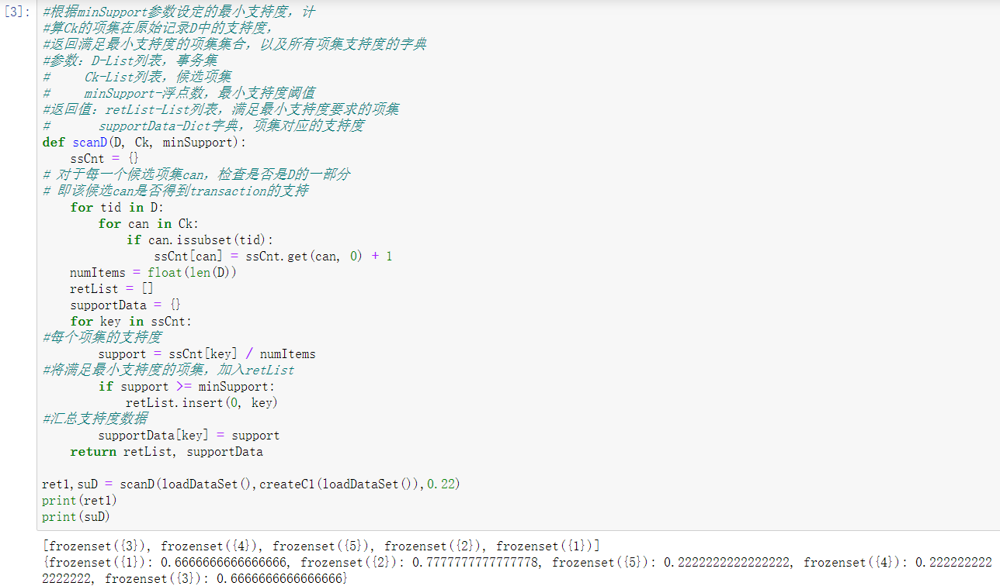 [3]: #根据minSupport参数设定的最小支持度，计
#算Ck的项集在原始记录D中的支持度，
#返回满足最小支持度的项集集合，以及所有项集支持度的字典
#参数：D-List列表，事务集
#     Ck-List列表，候选项集
#     minSupport-浮点数，最小支持度阈值
#返回值：retList-List列表，满足最小支持度要求的项集
#       supportData-Dict字典，项集对应的支持度
def scanD(D, Ck, minSupport):
    ssCnt = {}
# 对于每一个候选项集can，检查是否是D的一部分
# 即该候选can是否得到transaction的支持
    for tid in D:
        for can in Ck:
            if can.issubset(tid):
                ssCnt[can] = ssCnt.get(can, 0) + 1
    numItems = float(len(D))
    retList = []
    supportData = {}
    for key in ssCnt:
#每个项集的支持度
        support = ssCnt[key] / numItems
#将满足最小支持度的项集，加入retList
        if support >= minSupport:
            retList.insert(0, key)
#汇总支持度数据
        supportData[key] = support
    return retList, supportData
ret1,suD = scanD(loadDataSet(),createC1(loadDataSet()),0.22)
print(ret1)
print(suD)
[frozenset({3}), frozenset({4}), frozenset({5}), frozenset({2}), frozenset({1})]
{frozenset({1}): 0.6666666666666666, frozenset({2}): 0.7777777777777778, frozenset({5}): 0.2222222222222222, frozenset({4}): 0.222222222
2222222, frozenset({3}): 0.6666666666666666}